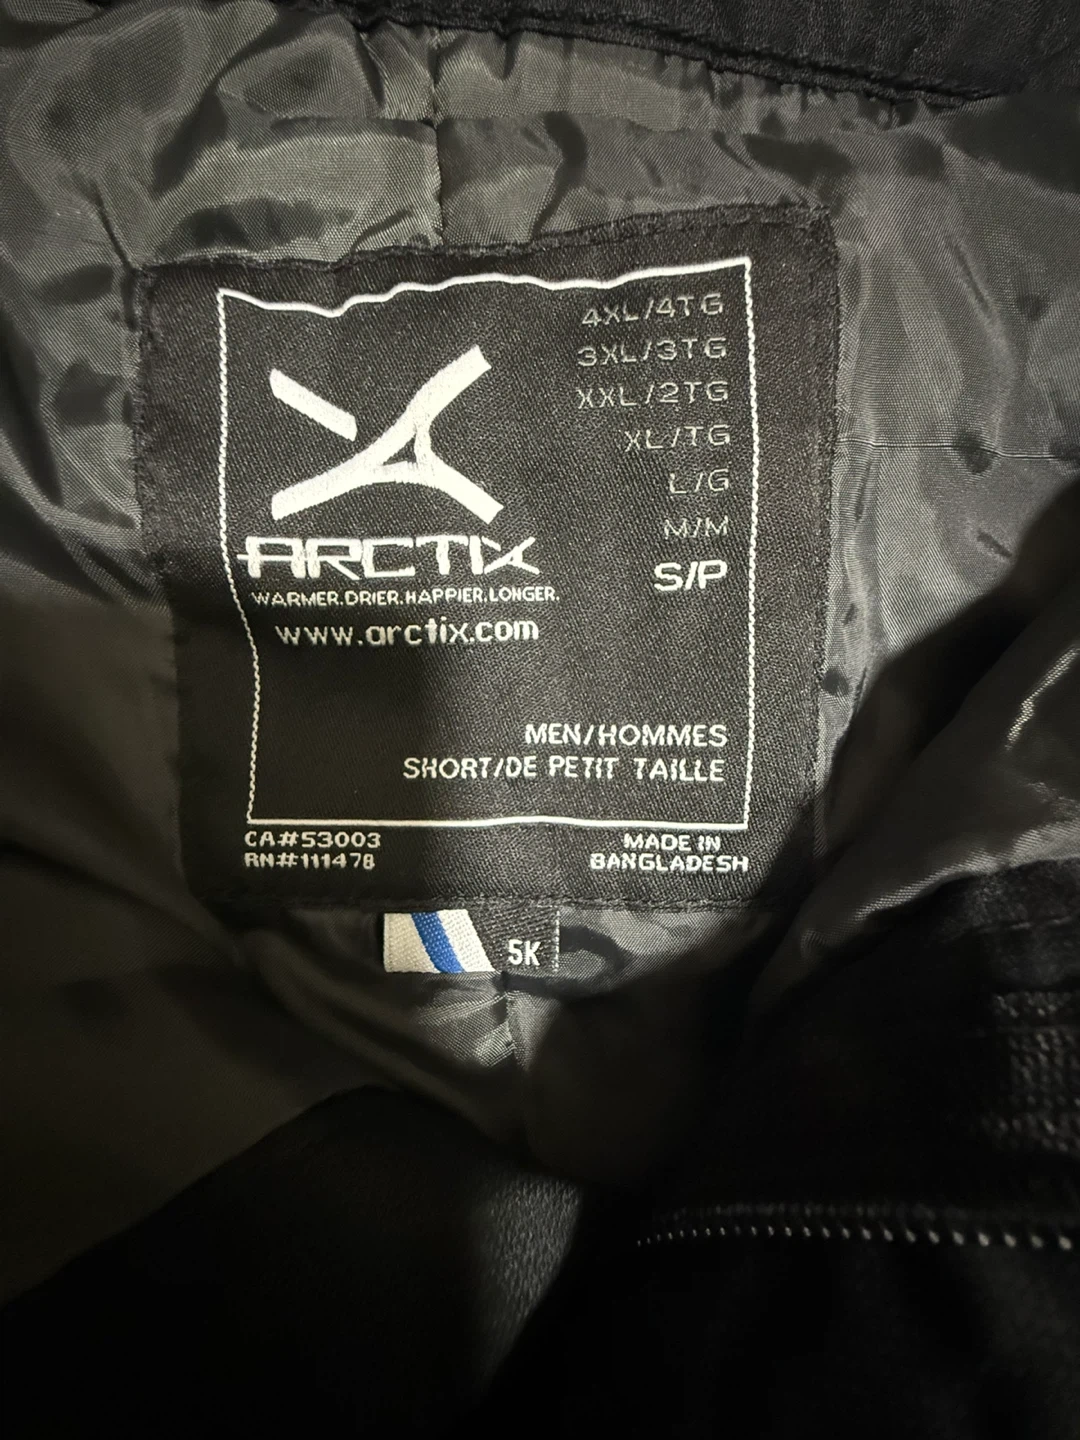 4XL/4TG
3XL/3TG
XXL/2TG
XL/TG
L/G
M/M
S/P
ARCTIX
WARMER.DRIER.HAPPIER.LONGER.
www.arctix.com
MEN/HOMMES
SHORT/DE PETIT TAILLE
CA#53003
RN#111478
MADE IN
BANGLADESH
5K